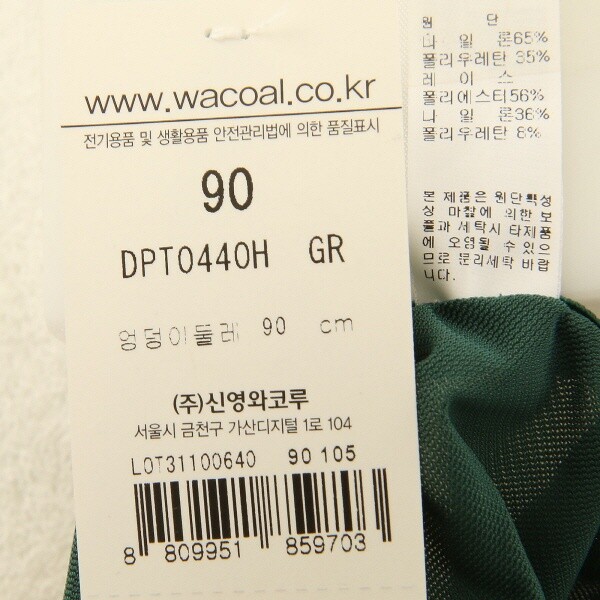 www.wacoal.co.kr
전기용품 및 생활용품 안전관리법에 의한 품질표시
90
DPT0440H GR
엉덩이둘레 90 cm
(주)신영와코루
서울시 금천구 가산디지털 1로 104
LOT31100640 90 105
8 809951 859703
원 단
나 일 론65%
폴리우레탄 35%
레 이 스
폴리에스터56%
나 일 론36%
폴리우레탄 8%
본 제품은 원단특성
상 마찰에 의한 보
풀과 세탁시 타제품
에 오염될 수 있으
므로 분리세탁 바랍
니다.